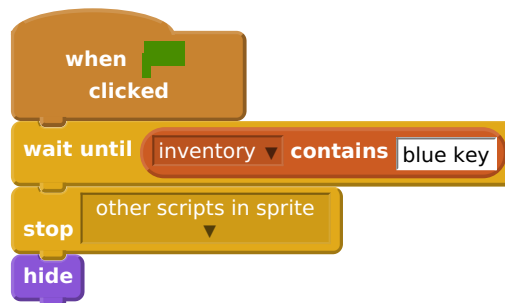 when
clicked
wait until inventory ▼ contains blue key
stop other scripts in sprite ▼
hide